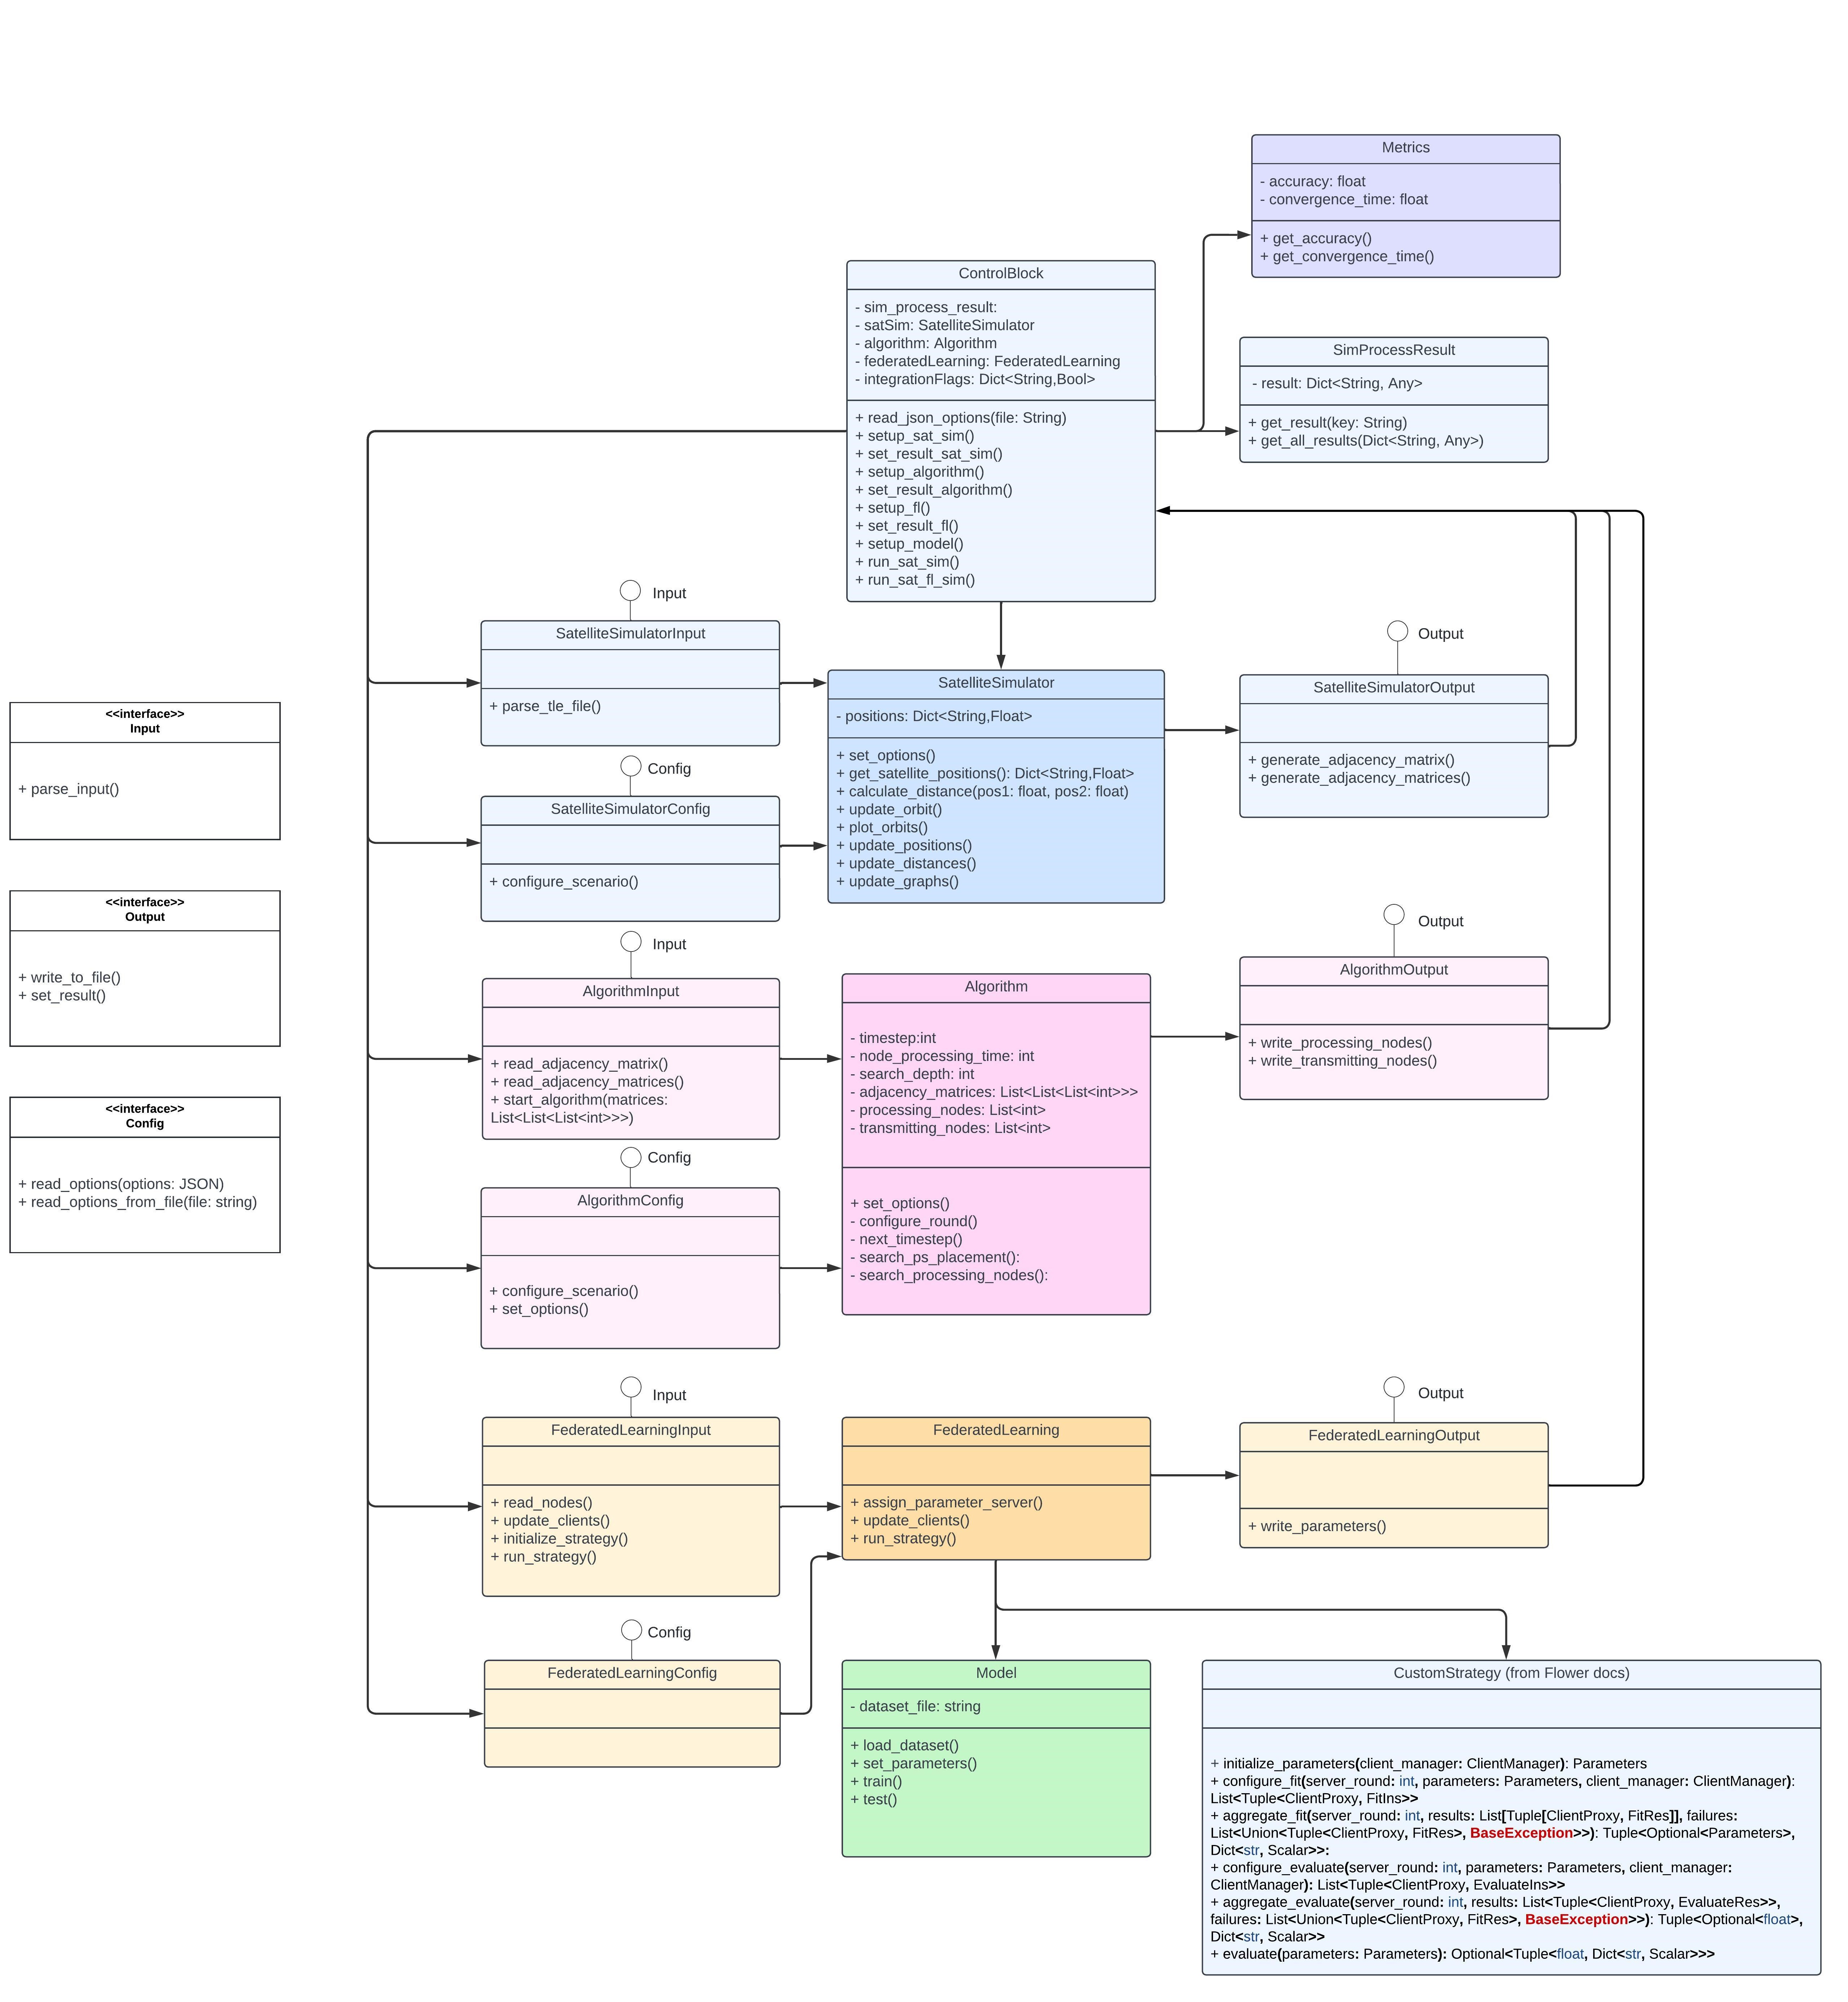 Metrics
- accuracy: float
- convergence_time: float
+ get_accuracy()
+ get_convergence_time()
ControlBlock
- sim_process_result:
- satSim: SatelliteSimulator
- algorithm: Algorithm
- federatedLearning: FederatedLearning
- integrationFlags: Dict<String,Bool>
+ read_json_options(file: String)
+ setup_sat_sim()
+ set_result_sat_sim()
+ setup_algorithm()
+ set_result_algorithm()
+ setup_fl()
+ set_result_fl()
+ setup_model()
+ run_sat_sim()
+ run_sat_fl_sim()
SimProcessResult
- result: Dict<String, Any>
+ get_result(key: String)
+ get_all_results(Dict<String, Any>)
Input
SatelliteSimulatorInput
+ parse_tle_file()
Config
SatelliteSimulatorConfig
+ configure_scenario()
SatelliteSimulator
- positions: Dict<String,Float>
+ set_options()
+ get_satellite_positions(): Dict<String,Float>
+ calculate_distance(pos1: float, pos2: float)
+ update_orbit()
+ plot_orbits()
+ update_positions()
+ update_distances()
+ update_graphs()
Output
SatelliteSimulatorOutput
+ generate_adjacency_matrix()
+ generate_adjacency_matrices()
<<interface>>
Input
+ parse_input()
<<interface>>
Output
+ write_to_file()
+ set_result()
<<interface>>
Config
+ read_options(options: JSON)
+ read_options_from_file(file: string)
Input
AlgorithmInput
+ read_adjacency_matrix()
+ read_adjacency_matrices()
+ start_algorithm(matrices:
List<List<List<int>>>)
Config
AlgorithmConfig
+ configure_scenario()
+ set_options()
Algorithm
- timestep:int
- node_processing_time: int
- search_depth: int
- adjacency_matrices: List<List<List<int>>>
- processing_nodes: List<int>
- transmitting_nodes: List<int>
+ set_options()
- configure_round()
- next_timestep()
- search_ps_placement():
- search_processing_nodes():
Output
AlgorithmOutput
+ write_processing_nodes()
+ write_transmitting_nodes()
Input
FederatedLearningInput
+ read_nodes()
+ update_clients()
+ initialize_strategy()
+ run_strategy()
Config
FederatedLearningConfig
FederatedLearning
+ assign_parameter_server()
+ update_clients()
+ run_strategy()
Output
FederatedLearningOutput
+ write_parameters()
Model
- dataset_file: string
+ load_dataset()
+ set_parameters()
+ train()
+ test()
CustomStrategy (from Flower docs)
+ initialize_parameters(client_manager: ClientManager): Parameters
+ configure_fit(server_round: int, parameters: Parameters, client_manager: ClientManager):
List<Tuple<ClientProxy, FitIns>>
+ aggregate_fit(server_round: int, results: List[Tuple[ClientProxy, FitRes]], failures:
List<Union<Tuple<ClientProxy, FitRes>, BaseException>>): Tuple<Optional<Parameters>,
Dict<str, Scalar>>:
+ configure_evaluate(server_round: int, parameters: Parameters, client_manager:
ClientManager): List<Tuple<ClientProxy, EvaluateIns>>
+ aggregate_evaluate(server_round: int, results: List<Tuple<ClientProxy, EvaluateRes>>,
failures: List<Union<Tuple<ClientProxy, FitRes>, BaseException>>): Tuple<Optional<float>,
Dict<str, Scalar>>
+ evaluate(parameters: Parameters): Optional<Tuple<float, Dict<str, Scalar>>>